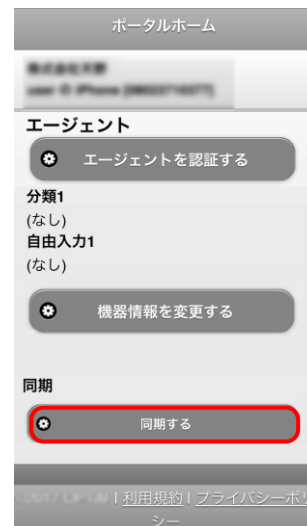 ポータルホーム
エージェント
エージェントを認証する
分類1
(なし)
自由入力1
(なし)
機器情報を変更する
同期
同期する
| 利用規約 | プライバシーポリ
シー